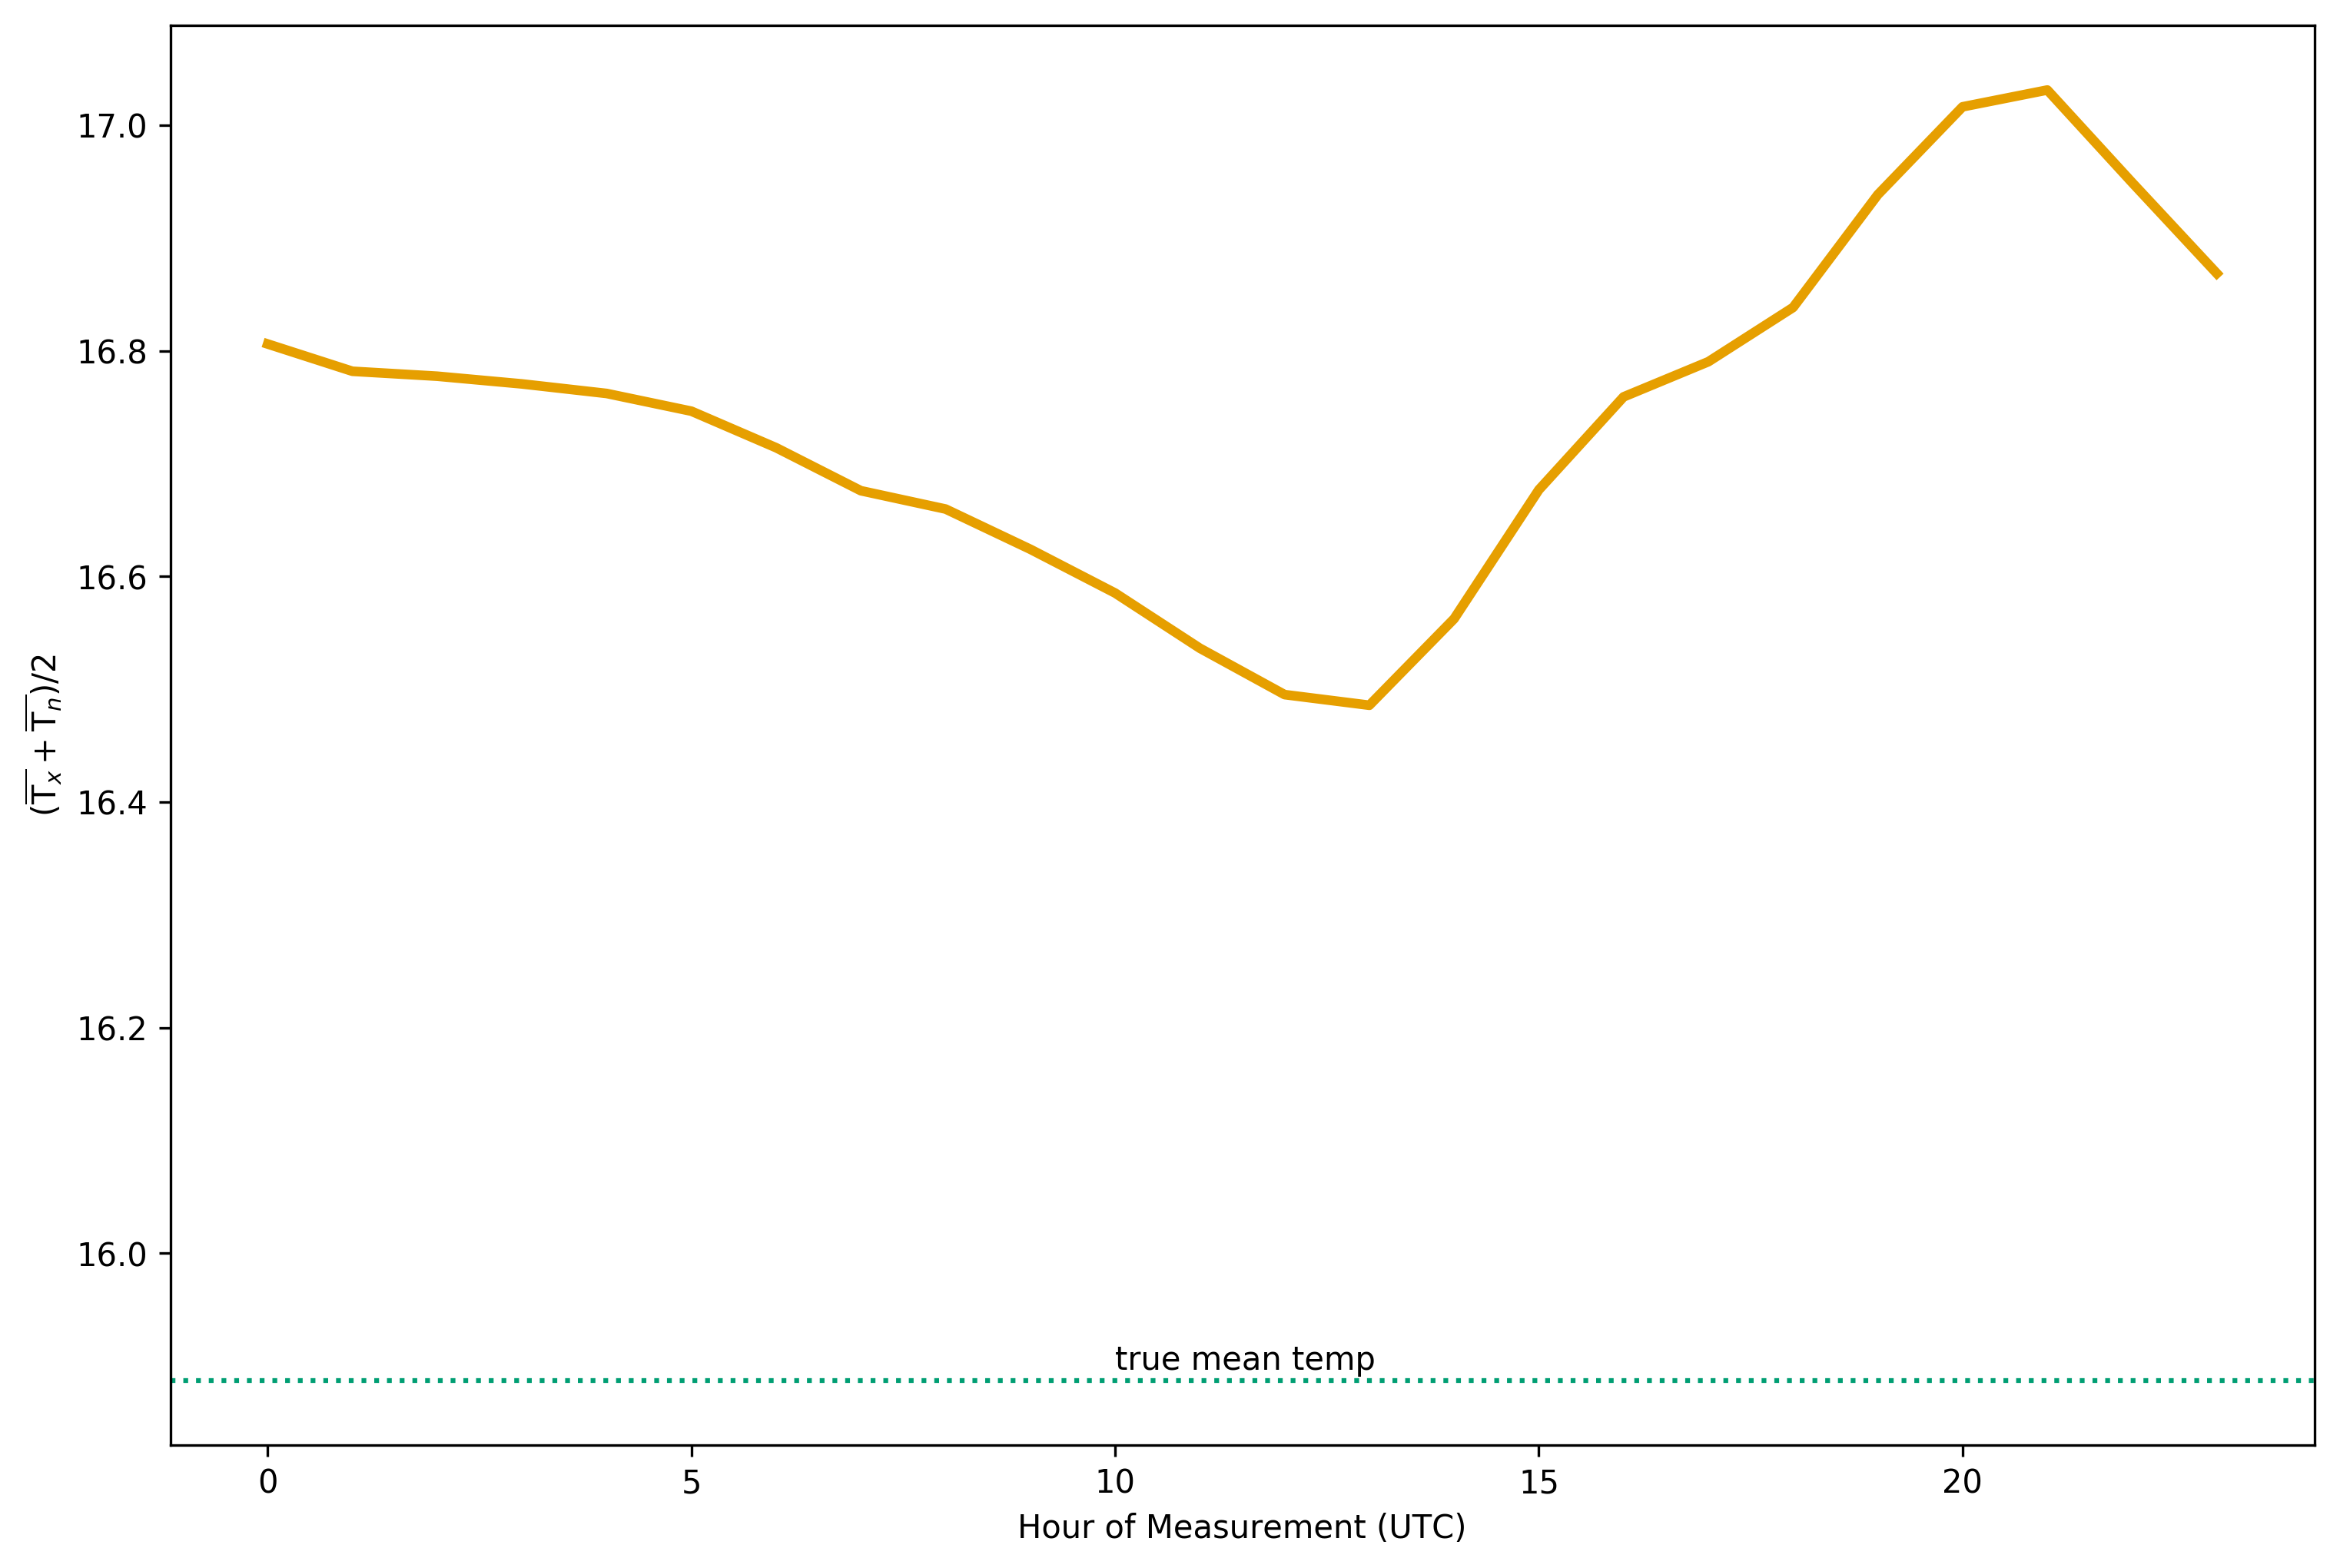 17.0
16.8
16.6
16.4
16.2
16.0
(T̅ₓ + T̅ₙ)/2
true mean temp
0 5 10 15 20
Hour of Measurement (UTC)